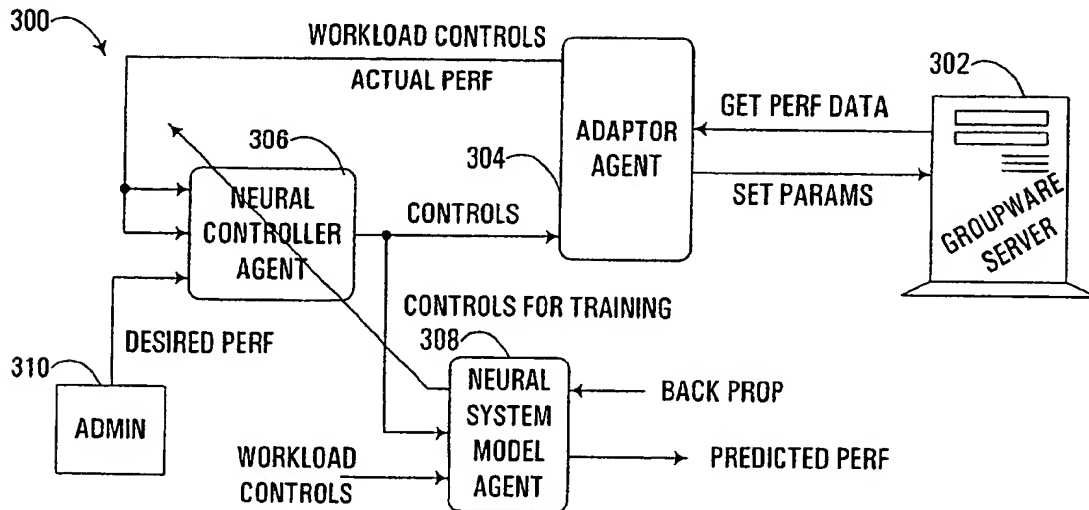 300
WORKLOAD CONTROLS
ACTUAL PERF
302
GET PERF DATA
ADAPTOR
AGENT
304
306
SET PARAMS
NEURAL
CONTROLLER
AGENT
CONTROLS
GROUPWARE
SERVER
CONTROLS FOR TRAINING
DESIRED PERF
308
310
ADMIN
NEURAL
SYSTEM
MODEL
AGENT
BACK PROP
WORKLOAD
CONTROLS
PREDICTED PERF